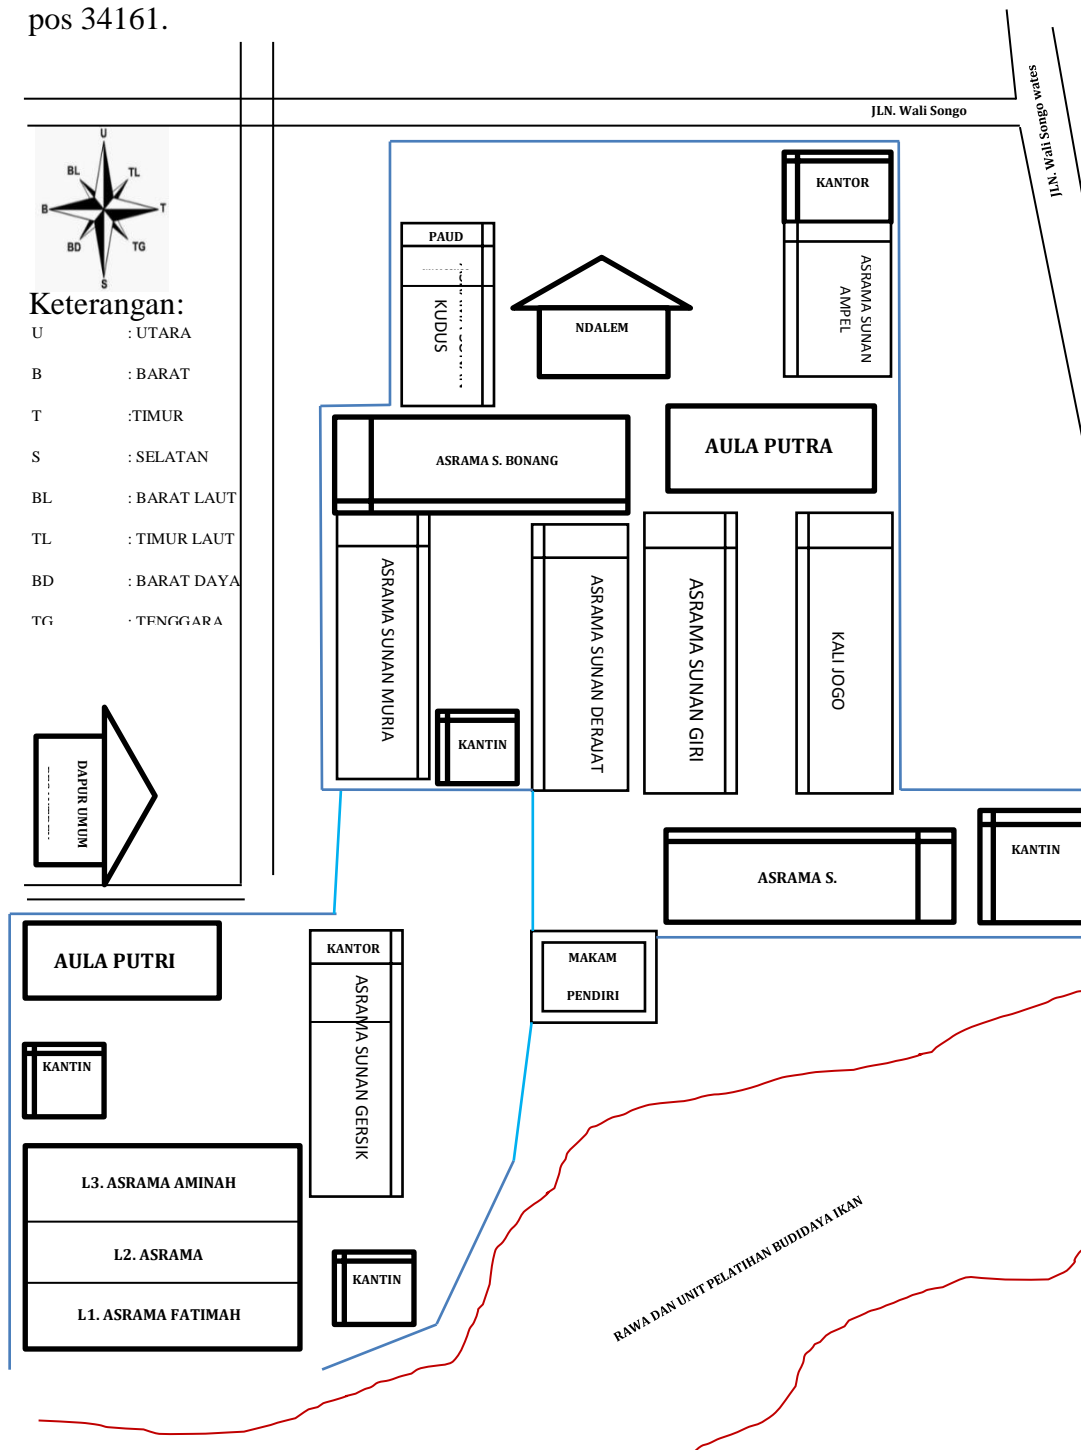 pos 34161.
JLN. Wali Songo
JLN. Wali Songo wates
U
BL
TL
B
T
BD
TG
S
Keterangan:
U : UTARA
B : BARAT
T :TIMUR
S : SELATAN
BL : BARAT LAUT
TL : TIMUR LAUT
BD : BARAT DAYA
TG : TENGGARA
KANTOR
ASRAMA SUNAN
AMPEL
PAUD
KUDUS
NDALEM
ASRAMA S. BONANG
AULA PUTRA
ASRAMA SUNAN MURIA
KANTIN
ASRAMA SUNAN DERAJAT
ASRAMA SUNAN GIRI
KALI JOGO
DAPUR UMUM
ASRAMA S.
KANTIN
AULA PUTRI
KANTOR
ASRAMA SUNAN GERSIK
MAKAM
PENDIRI
KANTIN
L3. ASRAMA AMINAH
L2. ASRAMA
L1. ASRAMA FATIMAH
KANTIN
RAWA DAN UNIT PELATIHAN BUDIDAYA IKAN